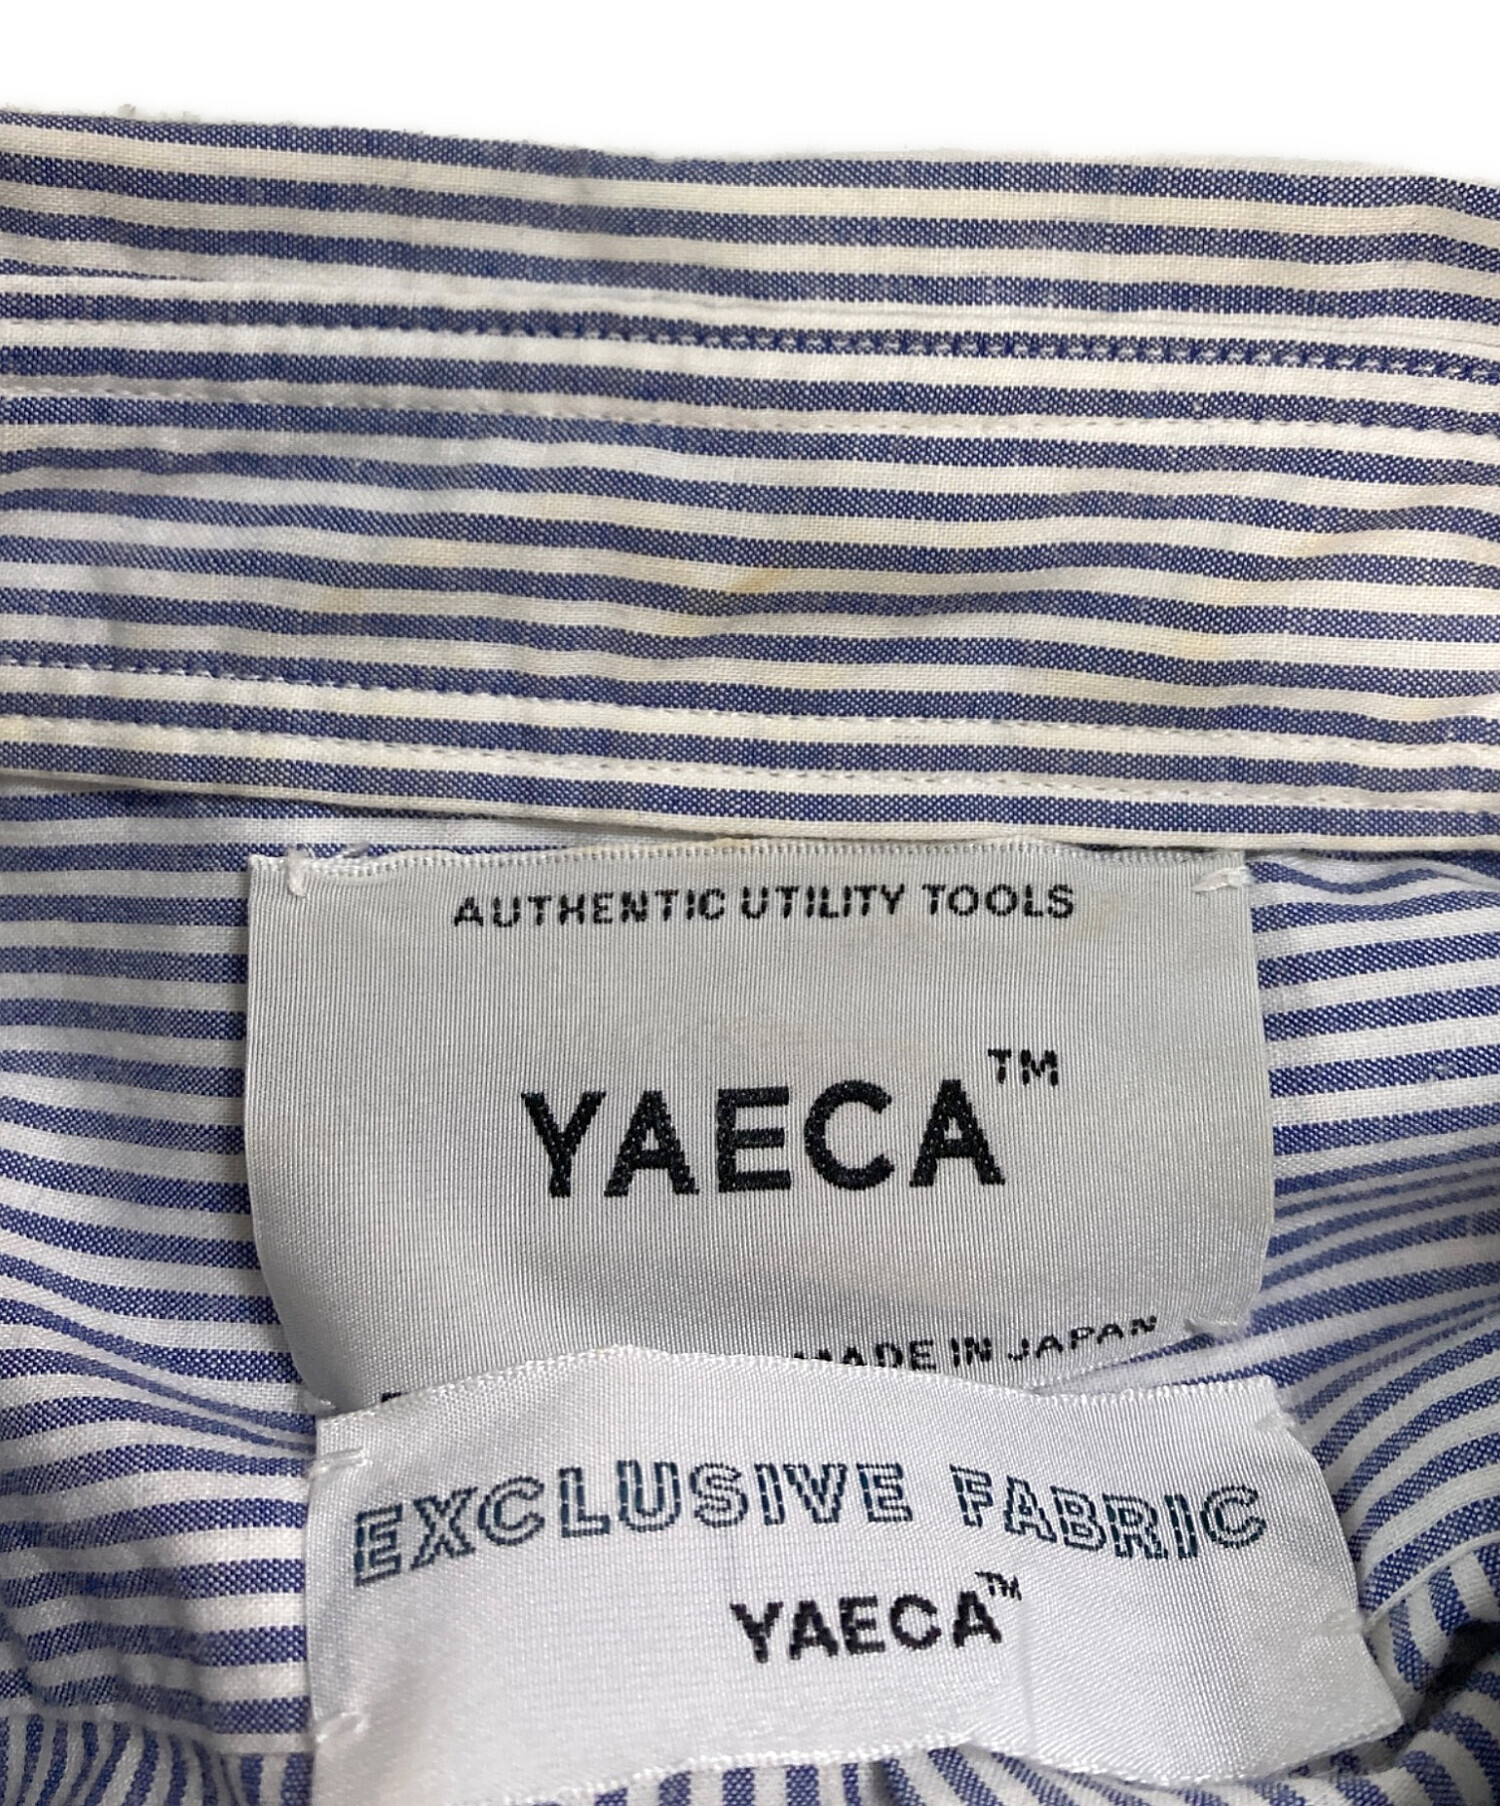 AUTHENTIC UTILITY TOOLS
YAECA™
MADE IN JAPAN
EXCLUSIVE FABRIC
YAECA™